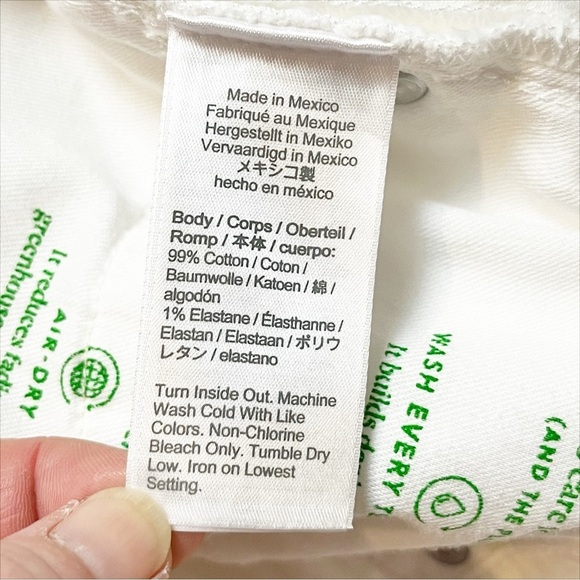 Made in Mexico
Fabriqué au Mexique
Hergestellt in Mexiko
Vervaardigd in Mexico
メキシコ製
hecho en méxico
Body / Corps / Oberteil /
Romp / 本体 / cuerpo:
99% Cotton / Coton /
Baumwolle / Katoen / 綿 /
algodón
1% Elastane / Élasthanne /
Elastan / Elastaan / ポリウ
レタン / elastano
Turn Inside Out. Machine
Wash Cold With Like
Colors. Non-Chlorine
Bleach Only. Tumble Dry
Low. Iron on Lowest
Setting.
AIR-DRY
It reduces
greenhouse
WASH EVERY
It builds
(AND THE